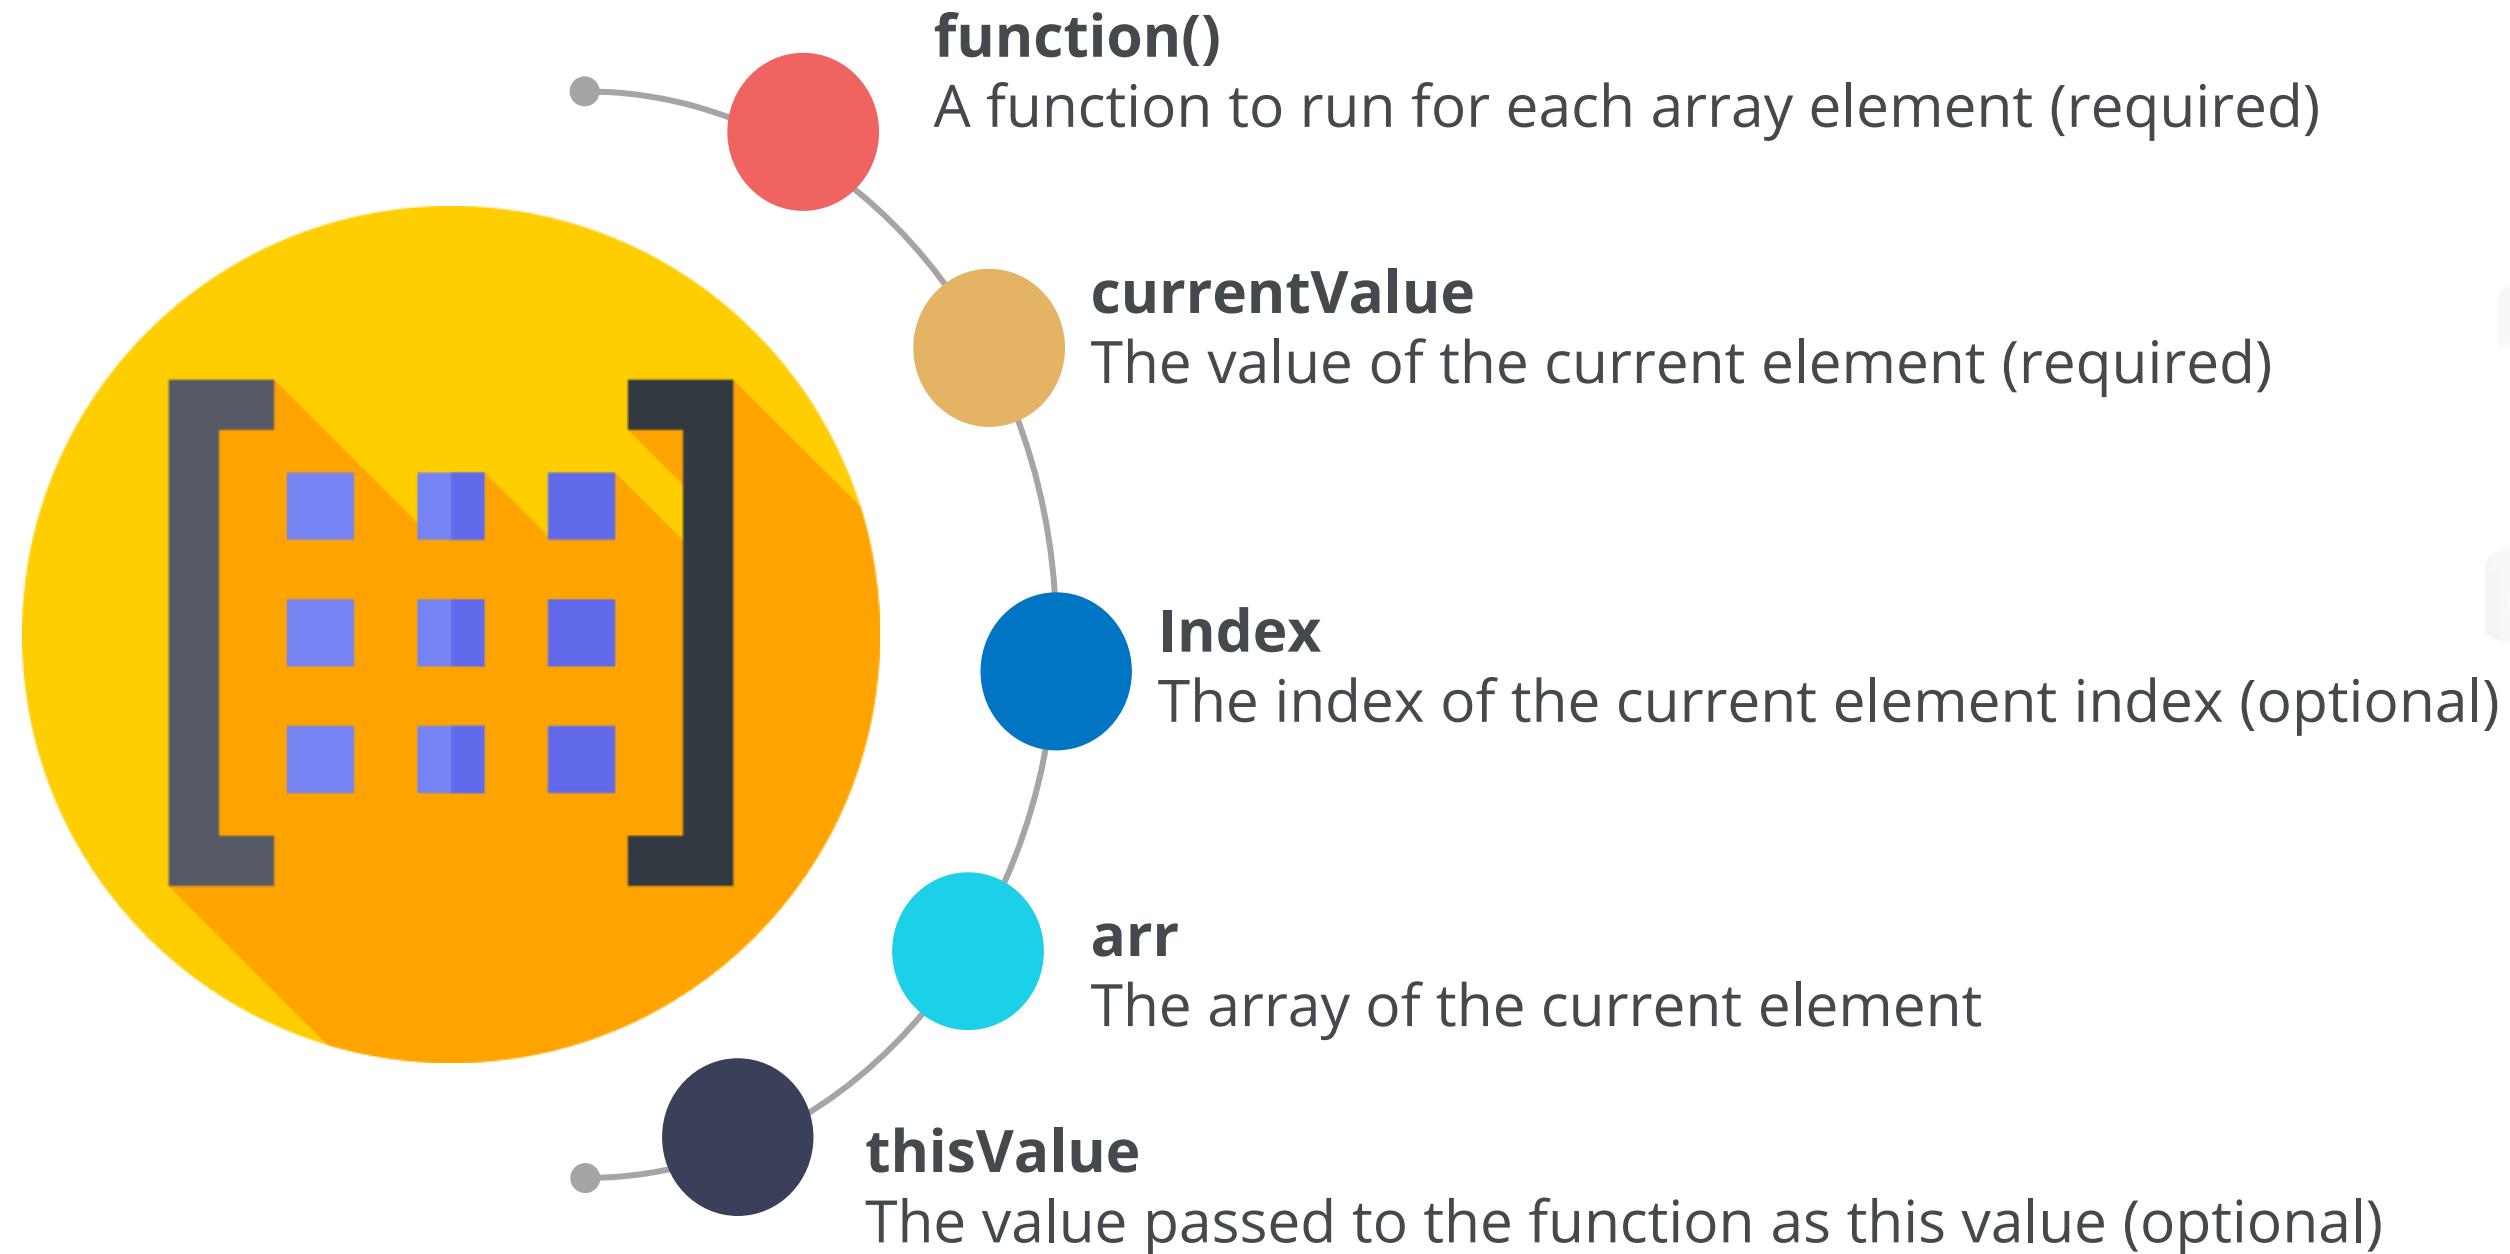 function()
A function to run for each array element (required)
currentValue
The value of the current element (required)
Index
The index of the current element index (optional)
arr
The array of the current element
thisValue
The value passed to the function as this value (optional)